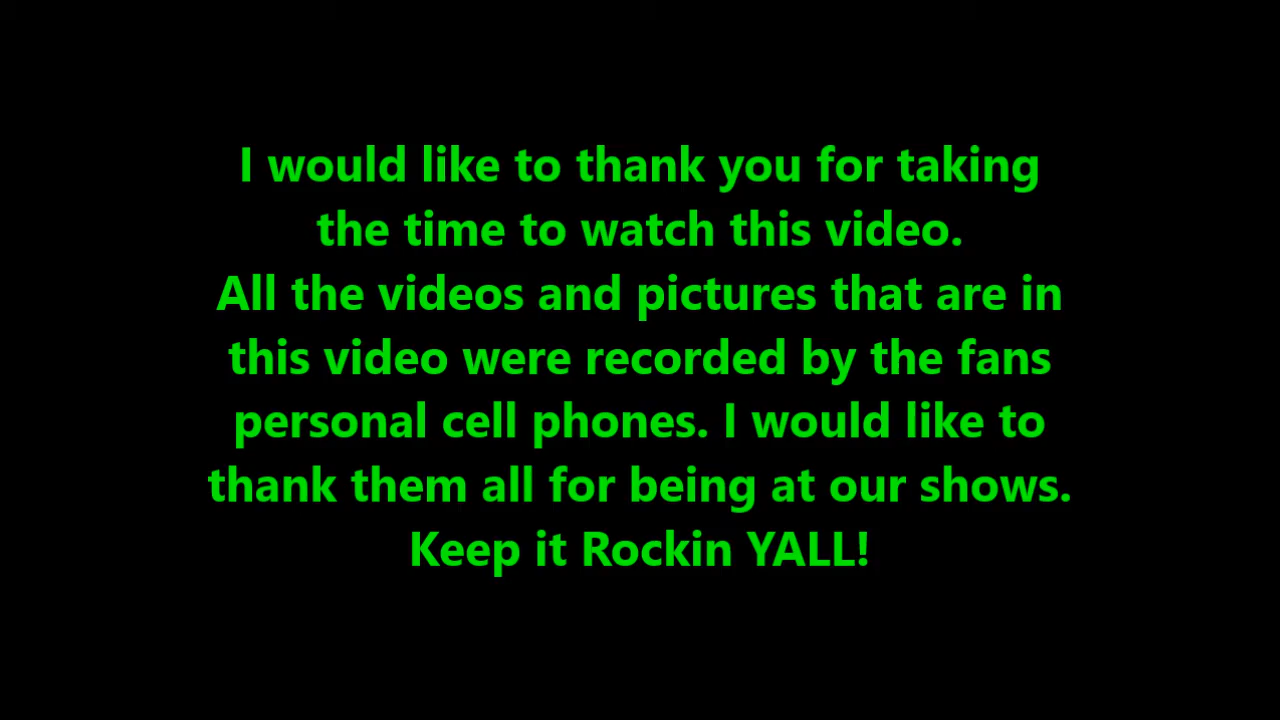 I would like to thank you for taking
the time to watch this video.
All the videos and pictures that are in
this video were recorded by the fans
personal cell phones. I would like to
thank them all for being at our shows.
Keep it Rockin YALL!